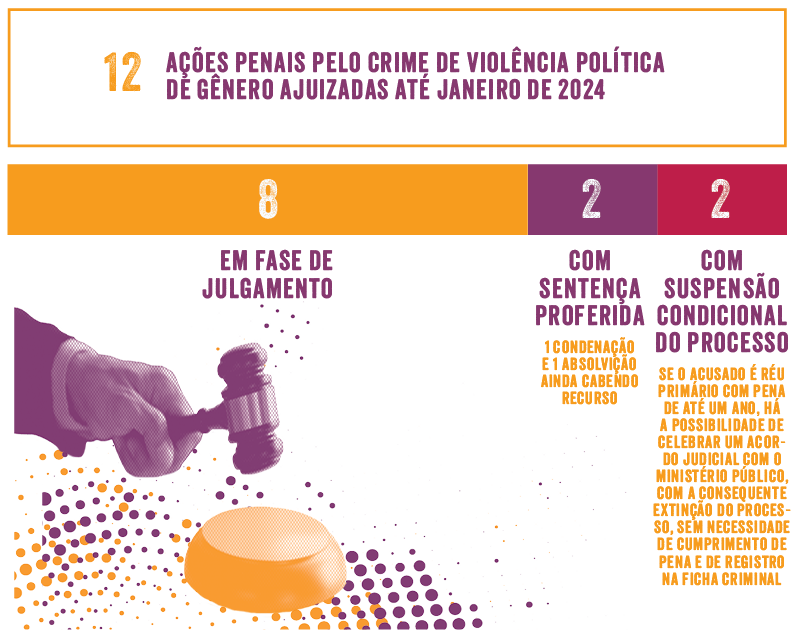 12
AÇÕES PENAIS PELO CRIME DE VIOLÊNCIA POLÍTICA
DE GÊNERO AJUIZADAS ATÉ JANEIRO DE 2024
8
EM FASE DE
JULGAMENTO
2
COM
SENTENÇA
PROFERIDA
1 CONDENAÇÃO
E 1 ABSOLVIÇÃO
AINDA CABENDO
RECURSO
2
COM
SUSPENSÃO
CONDICIONAL
DO PROCESSO
SE O ACUSADO É RÉU
PRIMÁRIO COM PENA
DE ATÉ UM ANO, HÁ
A POSSIBILIDADE DE
CELEBRAR UM ACOR-
DO JUDICIAL COM O
MINISTÉRIO PÚBLICO,
COM A CONSEQUENTE
EXTINÇÃO DO PROCES-
SO, SEM NECESSIDADE
DE CUMPRIMENTO DE
PENA E DE REGISTRO
NA FICHA CRIMINAL